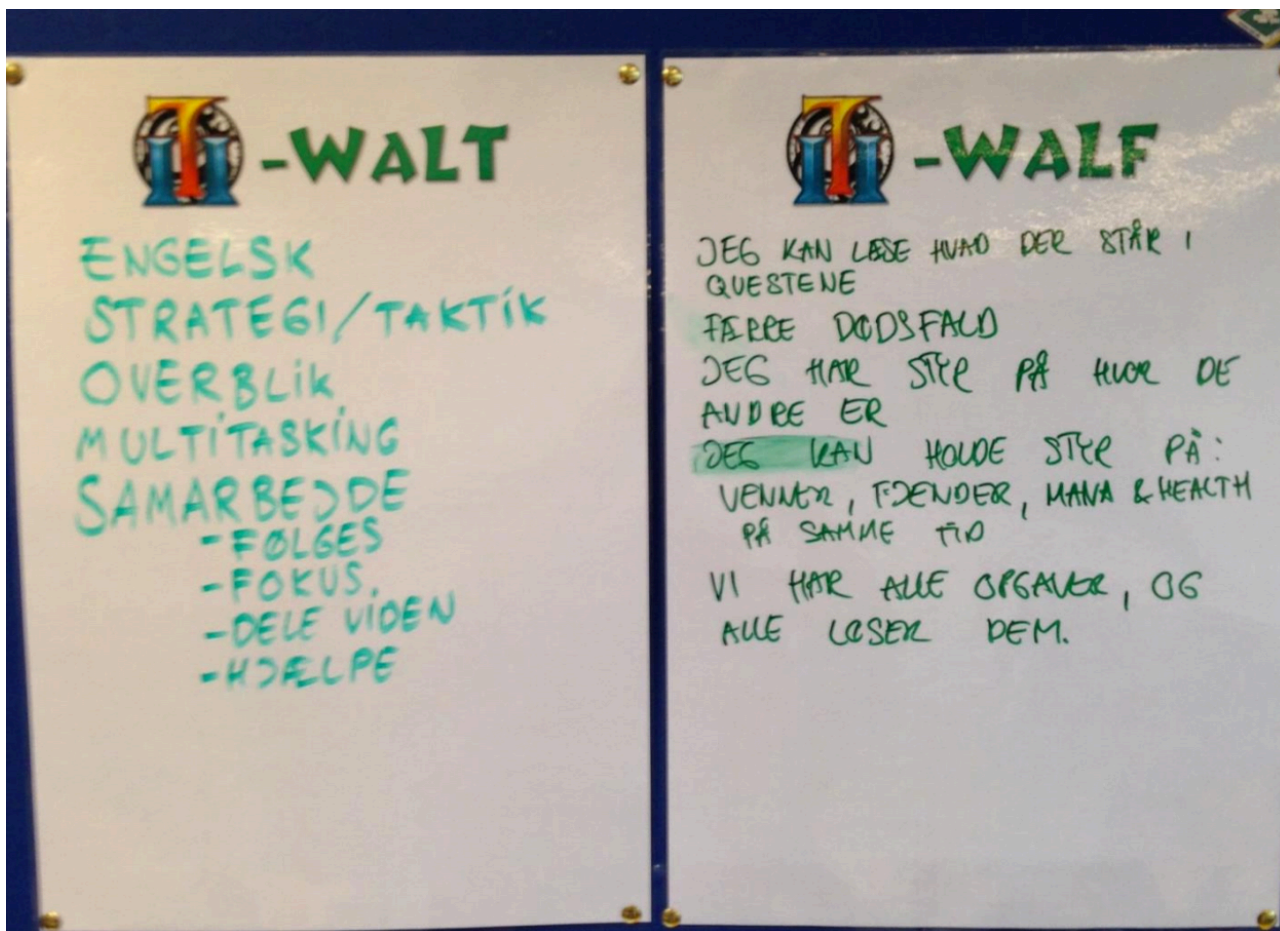 -WALT
ENGELSK
STRATEGI/TAKTIK
OVERBLIK
MULTITASKING
SAMARBEJDE
-FØLGES
-FOKUS.
-DELE VIDEN
-HJÆLPE
-WALF
JEG KAN LÆSE HVAD DER STÅR I
QUESTENE
FÆRRE DØDSFALD
JEG HAR STYR PÅ HVOR DE
ANDRE ER
JEG KAN HOLDE STYR PÅ:
VENNER, FJENDER, MANA & HEALTH
PÅ SAMME TID
VI HAR ALLE OPGAVER, OG
ALLE LØSER DEM.